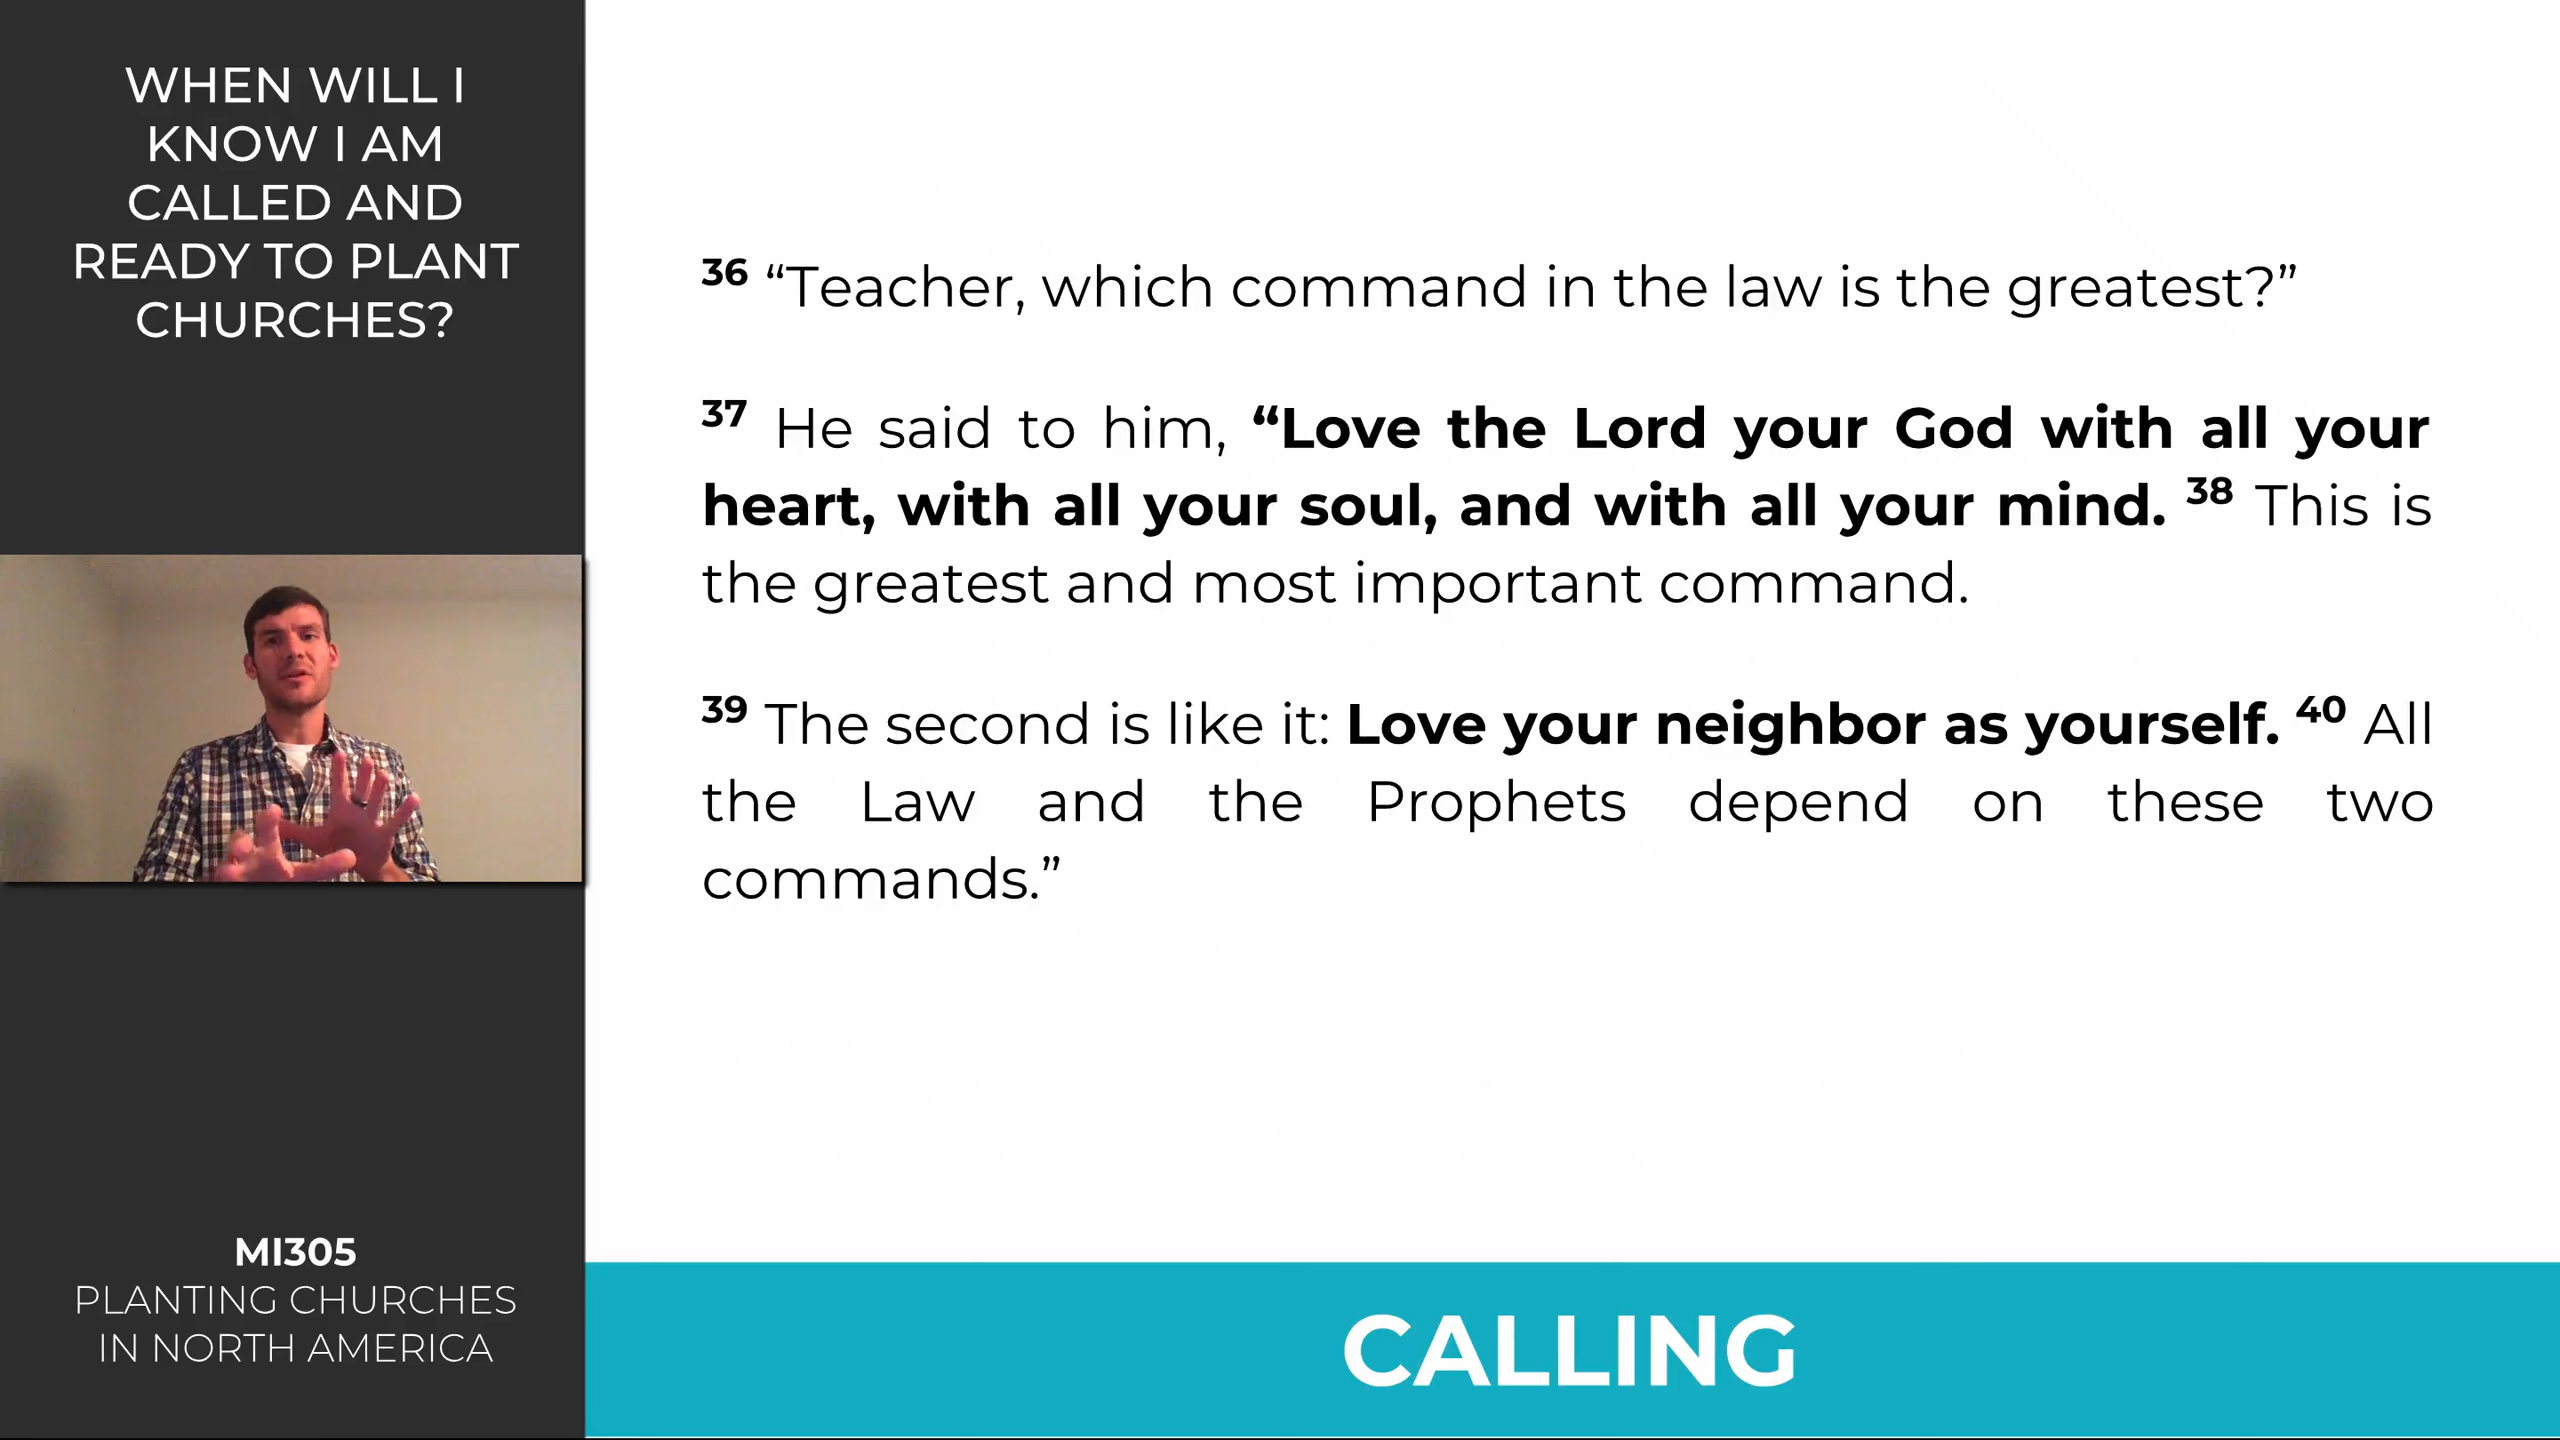 WHEN WILL I
KNOW I AM
CALLED AND
READY TO PLANT
CHURCHES?
MI305
PLANTING CHURCHES
IN NORTH AMERICA
36 “Teacher, which command in the law is the greatest?”
37 He said to him, “Love the Lord your God with all your
heart, with all your soul, and with all your mind. 38 This is
the greatest and most important command.
39 The second is like it: Love your neighbor as yourself. 40 All
the Law and the Prophets depend on these two
commands.”
CALLING